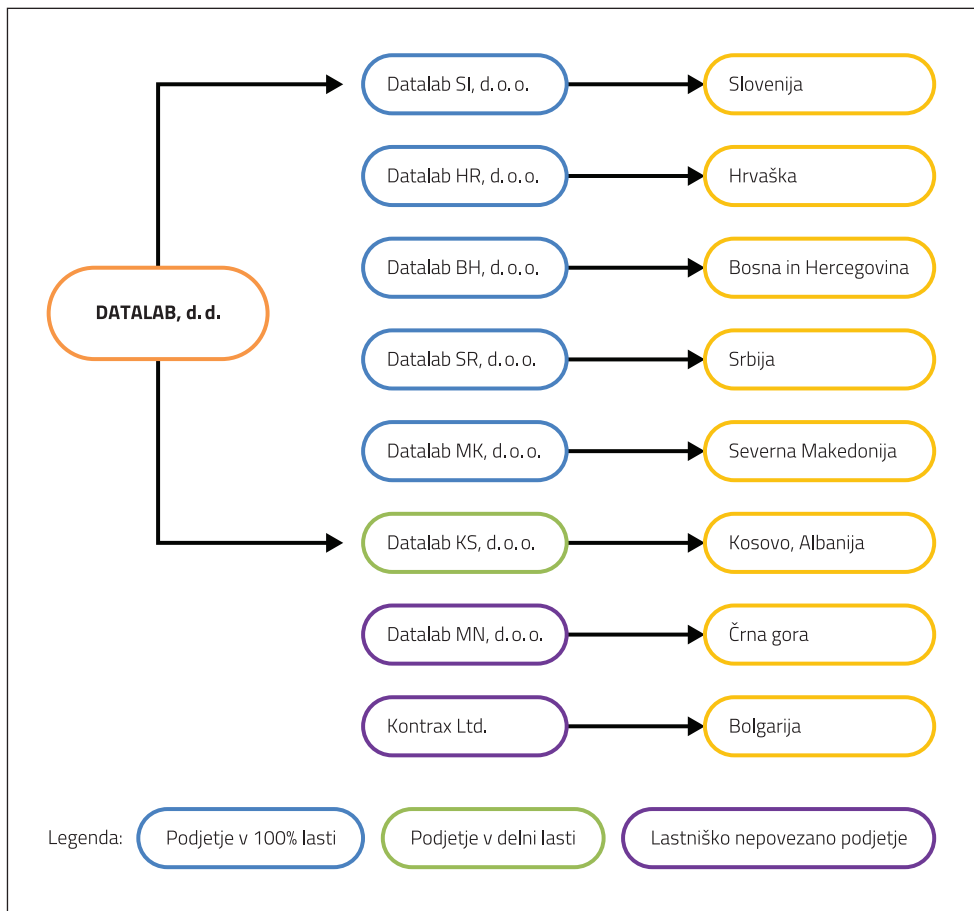 DATALAB, d. d.
Datalab SI, d. o. o.
Slovenija
Datalab HR, d. o. o.
Hrvaška
Datalab BH, d. o. o.
Bosna in Hercegovina
Datalab SR, d. o. o.
Srbija
Datalab MK, d. o. o.
Severna Makedonija
Datalab KS, d. o. o.
Kosovo, Albanija
Datalab MN, d. o. o.
Črna gora
Kontrax Ltd.
Bolgarija
Legenda:
Podjetje v 100% lasti
Podjetje v delni lasti
Lastniško nepovezano podjetje